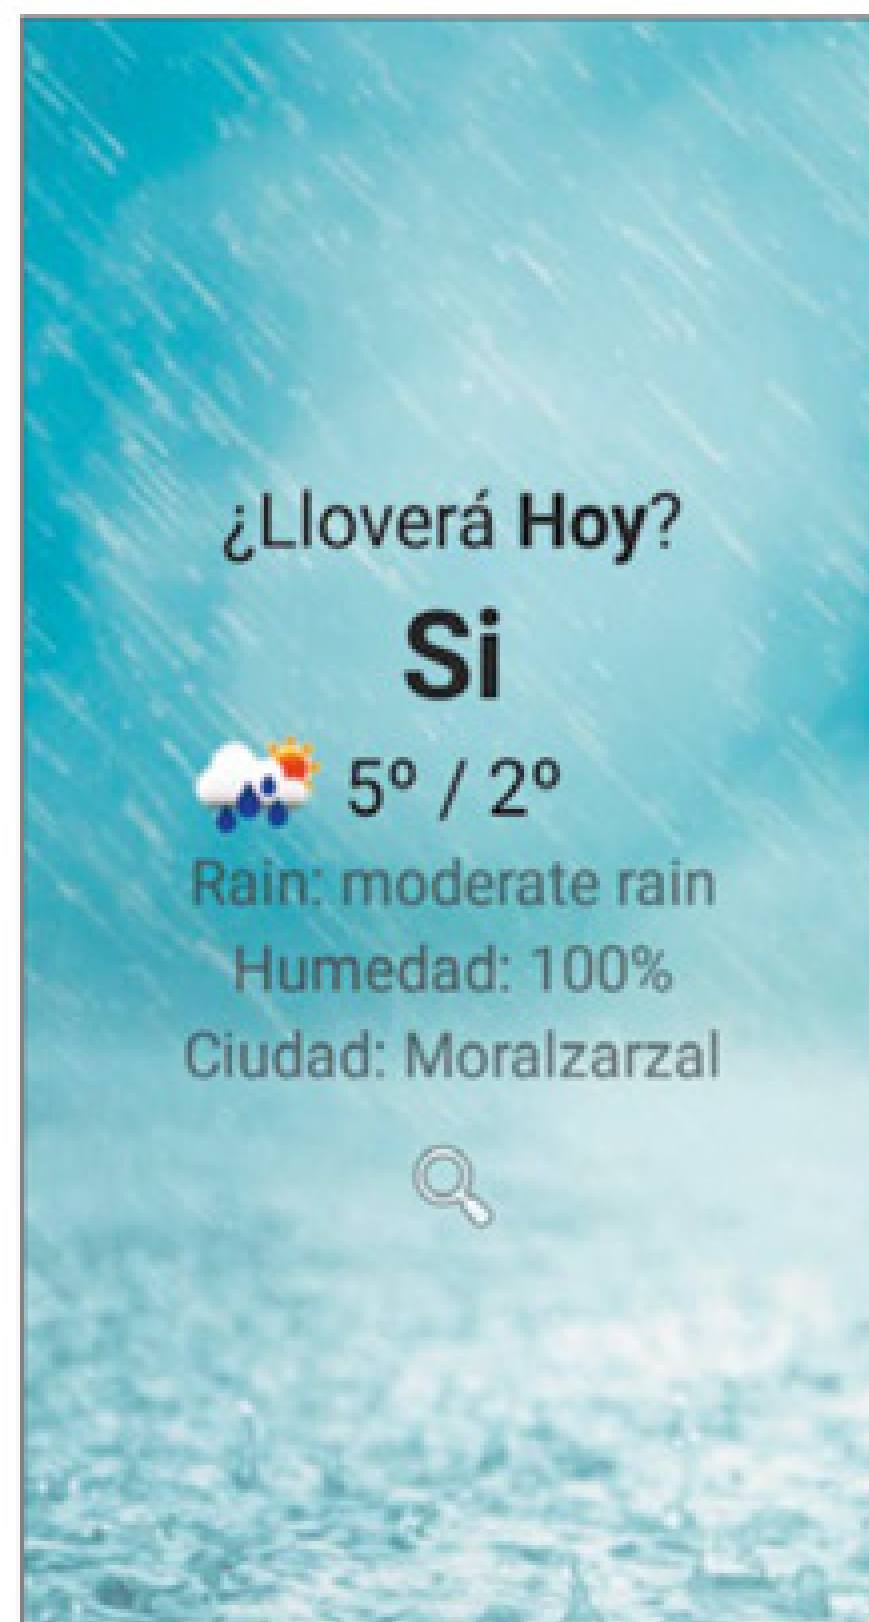 ¿Lloverá Hoy?
Si
5º / 2º
Rain: moderate rain
Humedad: 100%
Ciudad: Moralzarzal